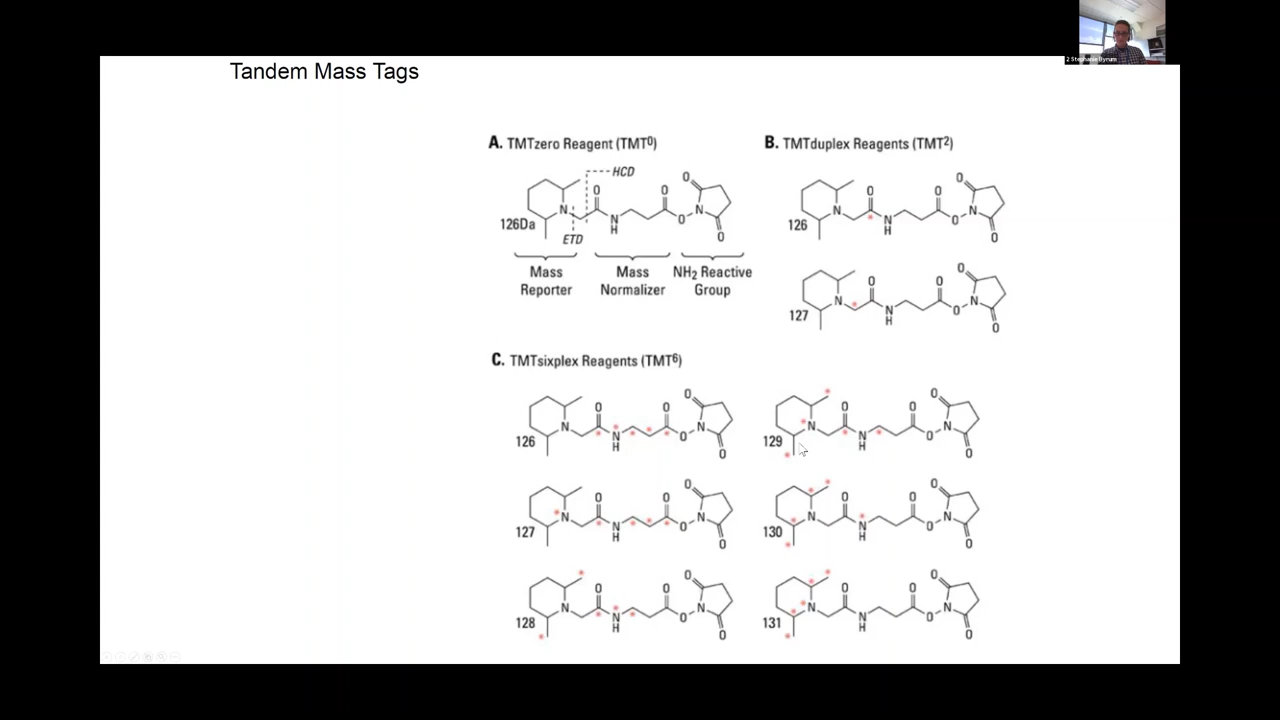 2 Stephanie Byrum
Tandem Mass Tags
A. TMTzero Reagent (TMT⁰)
HCD
O
O
O
N
N
H
O
N
O
126Da
ETD
Mass
Reporter
Mass
Normalizer
NH₂ Reactive
Group
B. TMTduplex Reagents (TMT²)
O
O
O
N
*
N
H
O
N
O
126
O
O
O
N
*
N
H
O
N
O
127
C. TMTsixplex Reagents (TMT⁶)
O
O
O
N
*
*
*
*
*
N
H
O
N
O
126
O
O
O
N
*
*
*
*
*
N
H
O
N
O
127
O
O
O
N
*
*
*
*
*
N
H
O
N
O
128
O
O
O
N
*
*
*
*
*
N
H
O
N
O
129
O
O
O
N
*
*
*
*
*
N
H
O
N
O
130
O
O
O
N
*
*
*
*
*
N
H
O
N
O
131